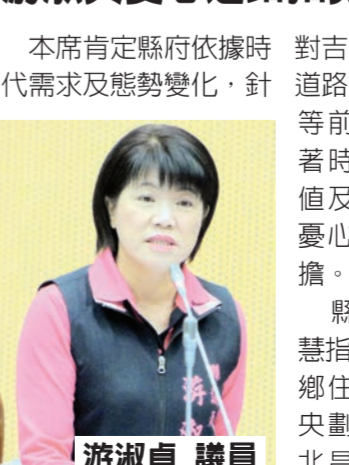 本席肯定縣府依據時
代需求及態勢變化，針
游淑貞 議員
對吉
道路
等前
著時
值及
憂心
擔。
縣
慧指
鄉住
央劃
北昌